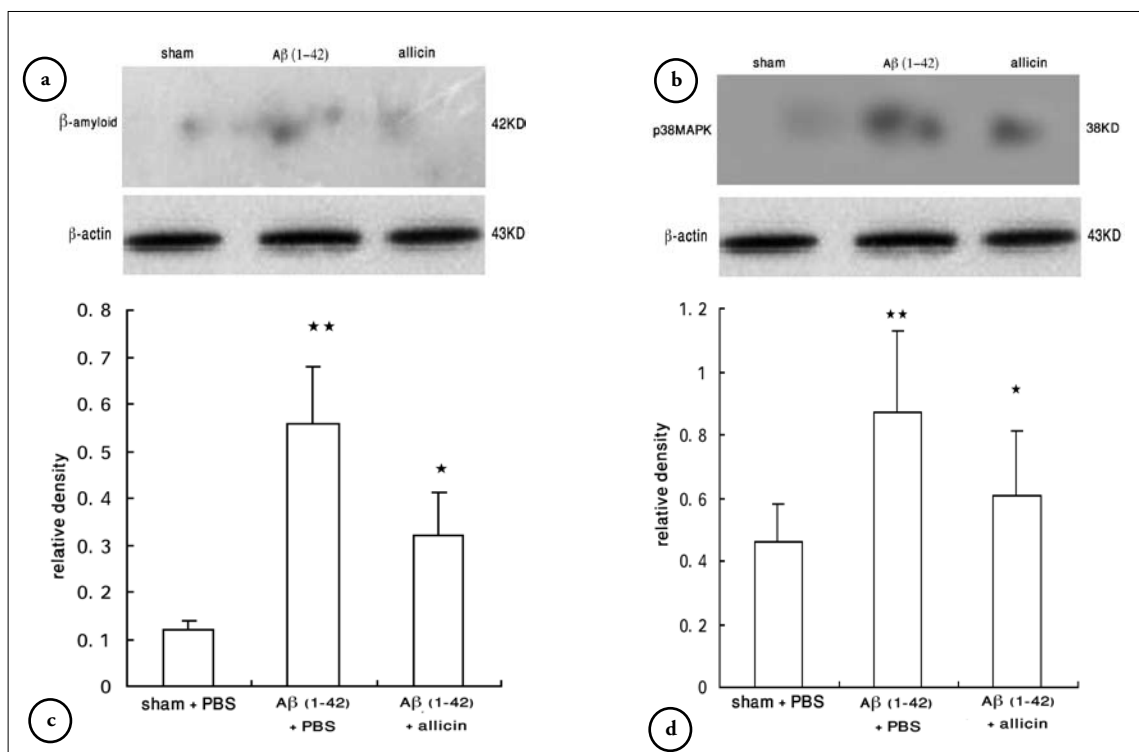 a
sham Aβ (1-42) allicin
β-amyloid 42KD
β-actin 43KD
b
sham Aβ (1-42) allicin
p38MAPK 38KD
β-actin 43KD
c
relative density
0.8
0.7
0.6
0.5
0.4
0.3
0.2
0.1
0
★★
★
sham + PBS Aβ (1-42) + PBS Aβ (1-42) + allicin
d
relative density
1.2
1
0.8
0.6
0.4
0.2
0
★★
★
sham + PBS Aβ (1-42) + PBS Aβ (1-42) + allicin